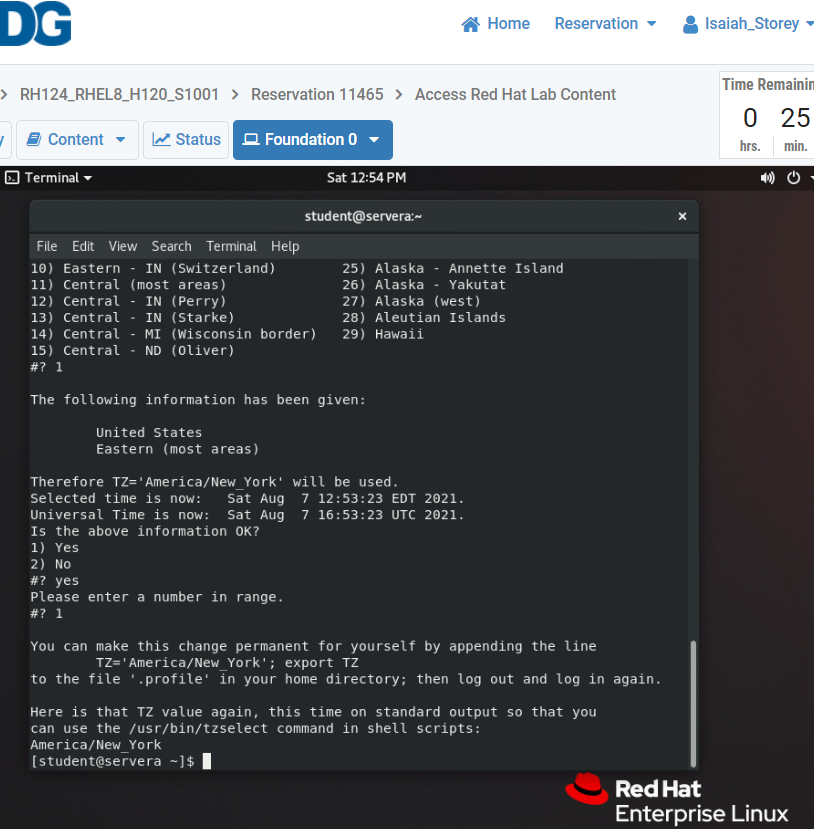 DG
Home Reservation Isaiah_Storey
> RH124_RHEL8_H120_S1001 > Reservation 11465 > Access Red Hat Lab Content
Time Remainin
0 25
hrs. min.
y Content Status Foundation 0
Terminal Sat 12:54 PM
student@servera:~ ×
File Edit View Search Terminal Help
10) Eastern - IN (Switzerland) 25) Alaska - Annette Island
11) Central (most areas) 26) Alaska - Yakutat
12) Central - IN (Perry) 27) Alaska (west)
13) Central - IN (Starke) 28) Aleutian Islands
14) Central - MI (Wisconsin border) 29) Hawaii
15) Central - ND (Oliver)
#? 1
The following information has been given:
United States
Eastern (most areas)
Therefore TZ='America/New_York' will be used.
Selected time is now: Sat Aug 7 12:53:23 EDT 2021.
Universal Time is now: Sat Aug 7 16:53:23 UTC 2021.
Is the above information OK?
1) Yes
2) No
#? yes
Please enter a number in range.
#? 1
You can make this change permanent for yourself by appending the line
TZ='America/New_York'; export TZ
to the file '.profile' in your home directory; then log out and log in again.
Here is that TZ value again, this time on standard output so that you
can use the /usr/bin/tzselect command in shell scripts:
America/New_York
[student@servera ~]$
Red Hat
Enterprise Linux